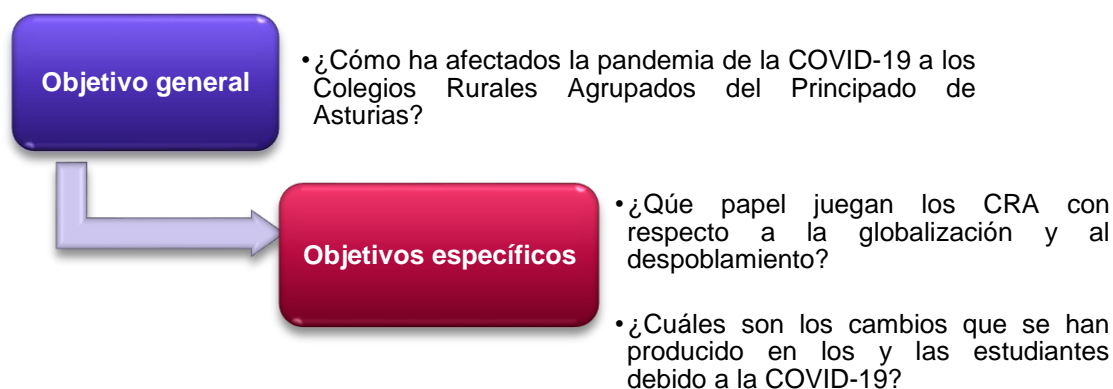 Objetivo general
•¿Cómo ha afectados la pandemia de la COVID-19 a los
Colegios Rurales Agrupados del Principado de
Asturias?
Objetivos específicos
•¿Qúe papel juegan los CRA con
respecto a la globalización y al
despoblamiento?
•¿Cuáles son los cambios que se han
producido en los y las estudiantes
debido a la COVID-19?